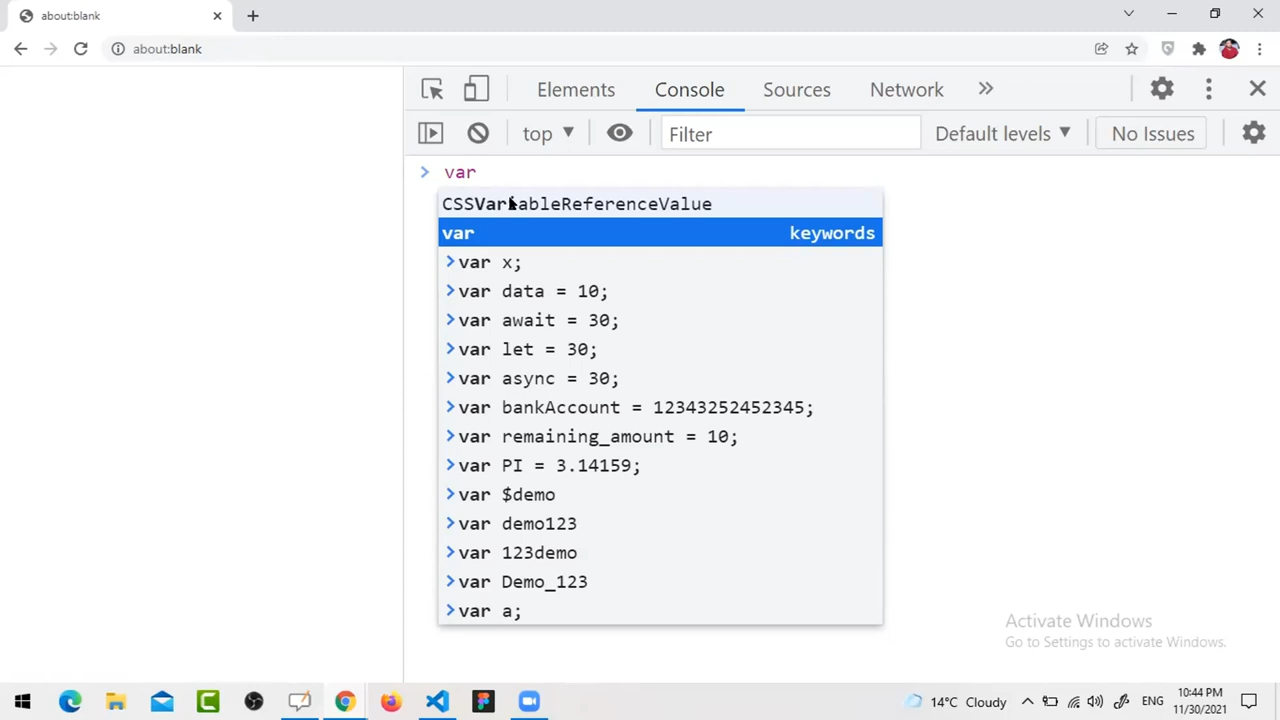 about:blank
about:blank
Elements Console Sources Network
top Filter Default levels No Issues
> var
CSSVariableReferenceValue
var keywords
>var x;
>var data = 10;
>var await = 30;
>var let = 30;
>var async = 30;
>var bankAccount = 12343252452345;
>var remaining_amount = 10;
>var PI = 3.14159;
>var $demo
>var demo123
>var 123demo
>var Demo_123
>var a;
Activate Windows
Go to Settings to activate Windows.
14°C Cloudy ENG 10:44 PM
11/30/2021